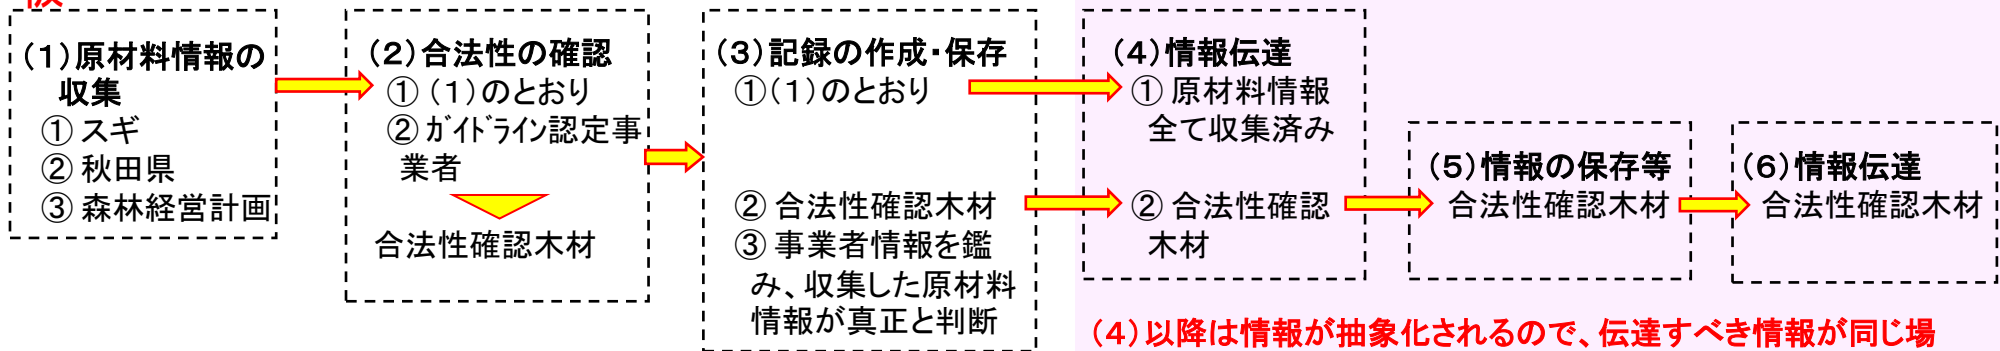 (1)原材料情報の
収集
① スギ
② 秋田県
③ 森林経営計画
(2)合法性の確認
① (1)のとおり
② ガイドライン認定事
業者
合法性確認木材
(3)記録の作成・保存
①(1)のとおり
② 合法性確認木材
③ 事業者情報を鑑
み、収集した原材料
情報が真正と判断
(4)情報伝達
① 原材料情報
全て収集済み
② 合法性確認
木材
(5)情報の保存等
合法性確認木材
(6)情報伝達
合法性確認木材
(4)以降は情報が抽象化されるので、伝達すべき情報が同じ場